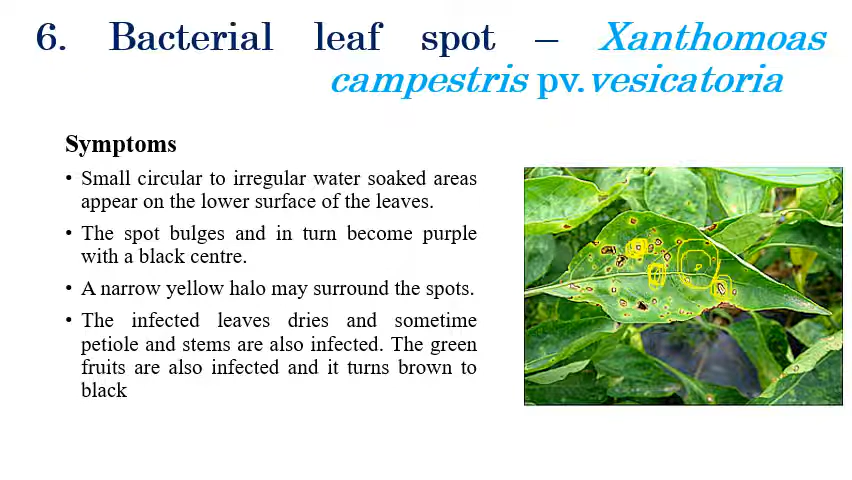 6. Bacterial leaf spot – Xanthomoas
campestris pv.vesicatoria
Symptoms
• Small circular to irregular water soaked areas
appear on the lower surface of the leaves.
• The spot bulges and in turn become purple
with a black centre.
• A narrow yellow halo may surround the spots.
• The infected leaves dries and sometime
petiole and stems are also infected. The green
fruits are also infected and it turns brown to
black